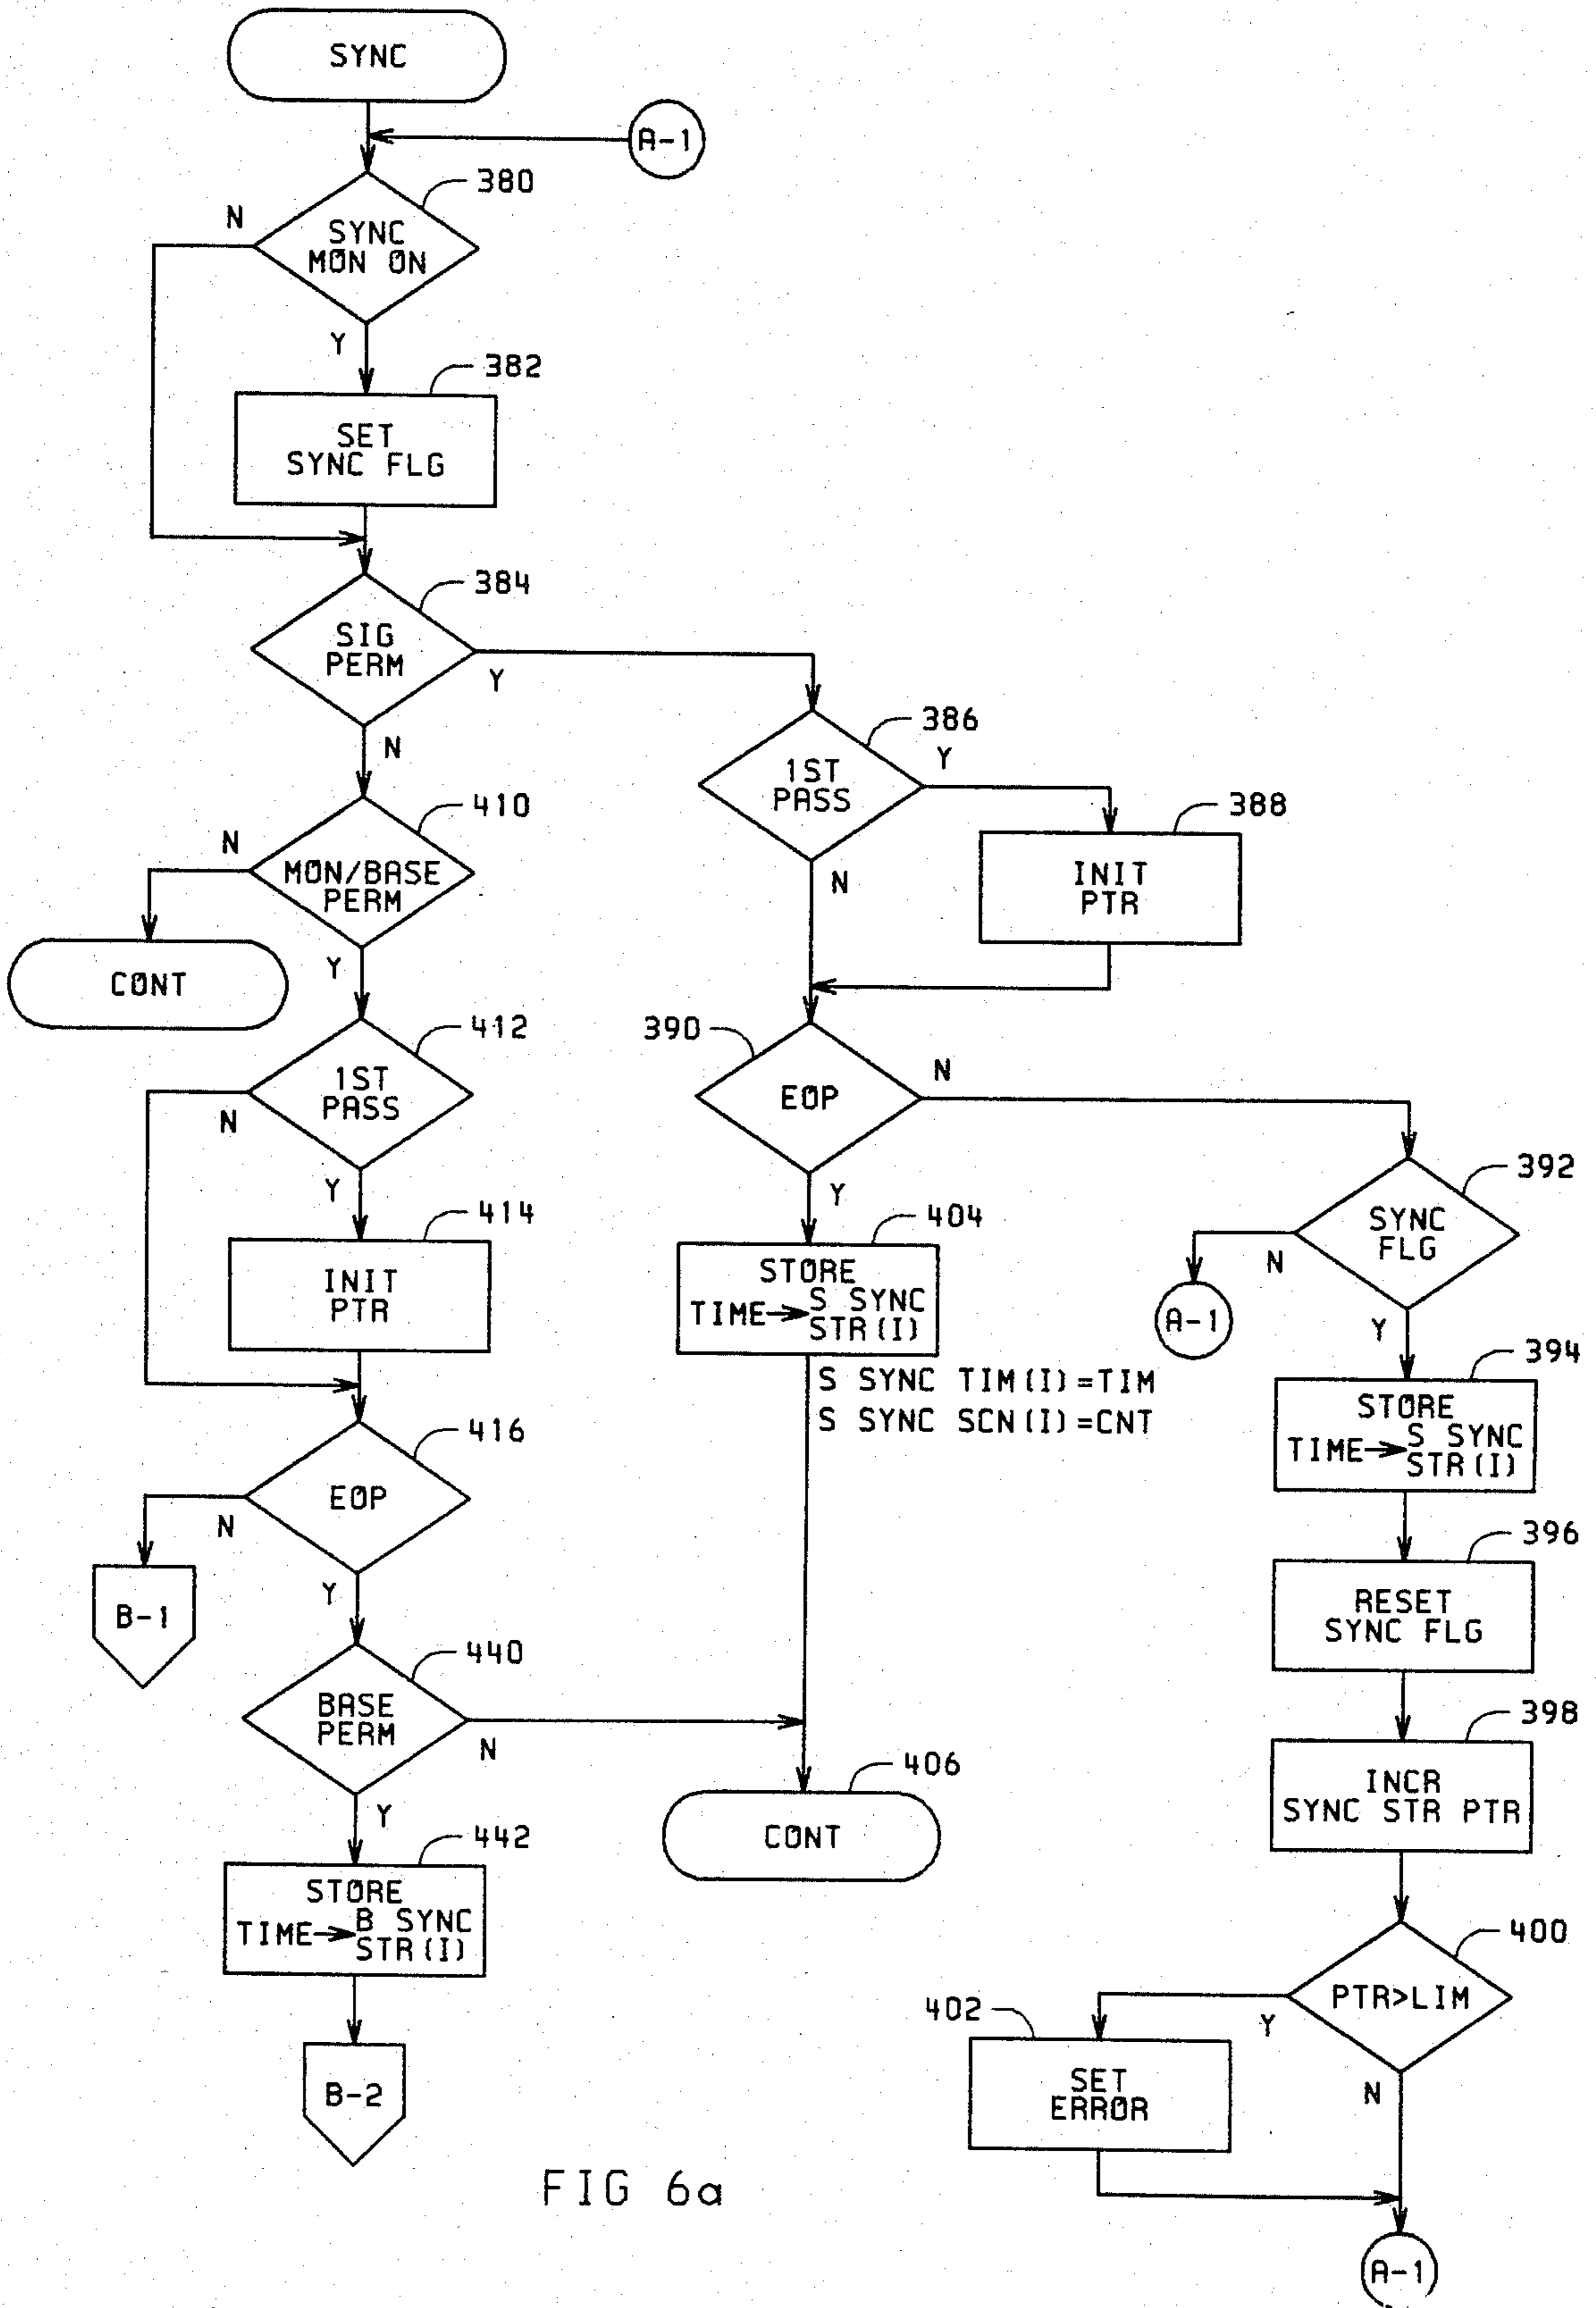 SYNC
A-1
380
N
SYNC
MON ON
Y
382
SET
SYNC FLG
384
SIG
PERM
Y
N
386
1ST
PASS
Y
N
388
INIT
PTR
410
N
MON/BASE
PERM
Y
CONT
412
1ST
PASS
N
Y
414
INIT
PTR
390
EOP
N
Y
392
SYNC
FLG
N
A-1
Y
404
STORE
TIME→S SYNC
STR(I)
S SYNC TIM(I)=TIM
S SYNC SCN(I)=CNT
394
STORE
TIME→S SYNC
STR(I)
416
EOP
N
B-1
Y
396
RESET
SYNC FLG
440
BASE
PERM
N
Y
398
INCR
SYNC STR PTR
406
CONT
442
STORE
TIME→B SYNC
STR(I)
B-2
400
PTR>LIM
Y
N
402
SET
ERROR
A-1
FIG 6a